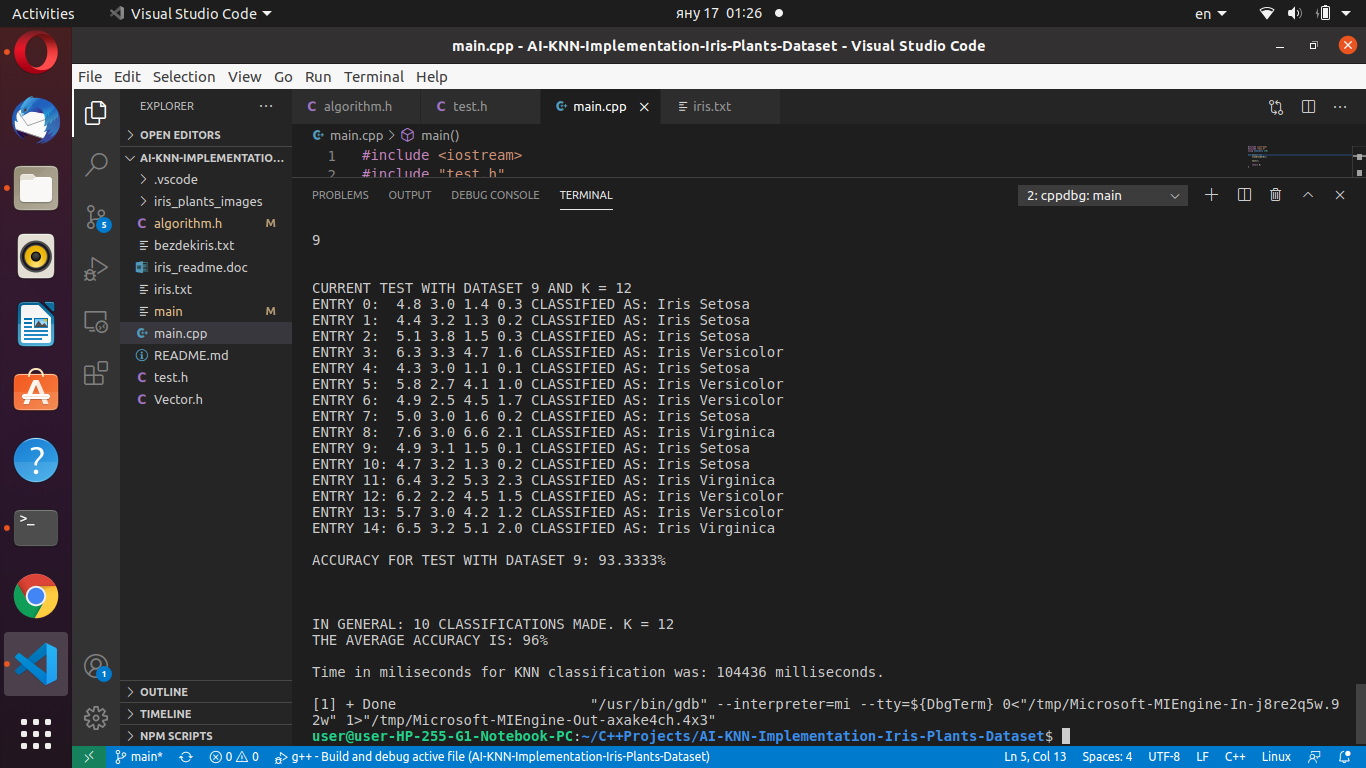 Activities
Visual Studio Code
яну 17 01:26
en
main.cpp - AI-KNN-Implementation-Iris-Plants-Dataset - Visual Studio Code
File Edit Selection View Go Run Terminal Help
EXPLORER
OPEN EDITORS
AI-KNN-IMPLEMENTATIO...
.vscode
iris_plants_images
algorithm.h M
bezdekiris.txt
iris_readme.doc
iris.txt
main M
main.cpp
README.md
test.h
Vector.h
OUTLINE
TIMELINE
NPM SCRIPTS
5
1
algorithm.h test.h main.cpp iris.txt
main.cpp > main()
1 #include <iostream>
2 #include "test.h"
PROBLEMS OUTPUT DEBUG CONSOLE TERMINAL
2: cppdbg: main
9
CURRENT TEST WITH DATASET 9 AND K = 12
ENTRY 0: 4.8 3.0 1.4 0.3 CLASSIFIED AS: Iris Setosa
ENTRY 1: 4.4 3.2 1.3 0.2 CLASSIFIED AS: Iris Setosa
ENTRY 2: 5.1 3.8 1.5 0.3 CLASSIFIED AS: Iris Setosa
ENTRY 3: 6.3 3.3 4.7 1.6 CLASSIFIED AS: Iris Versicolor
ENTRY 4: 4.3 3.0 1.1 0.1 CLASSIFIED AS: Iris Setosa
ENTRY 5: 5.8 2.7 4.1 1.0 CLASSIFIED AS: Iris Versicolor
ENTRY 6: 4.9 2.5 4.5 1.7 CLASSIFIED AS: Iris Versicolor
ENTRY 7: 5.0 3.0 1.6 0.2 CLASSIFIED AS: Iris Setosa
ENTRY 8: 7.6 3.0 6.6 2.1 CLASSIFIED AS: Iris Virginica
ENTRY 9: 4.9 3.1 1.5 0.1 CLASSIFIED AS: Iris Setosa
ENTRY 10: 4.7 3.2 1.3 0.2 CLASSIFIED AS: Iris Setosa
ENTRY 11: 6.4 3.2 5.3 2.3 CLASSIFIED AS: Iris Virginica
ENTRY 12: 6.2 2.2 4.5 1.5 CLASSIFIED AS: Iris Versicolor
ENTRY 13: 5.7 3.0 4.2 1.2 CLASSIFIED AS: Iris Versicolor
ENTRY 14: 6.5 3.2 5.1 2.0 CLASSIFIED AS: Iris Virginica
ACCURACY FOR TEST WITH DATASET 9: 93.3333%
IN GENERAL: 10 CLASSIFICATIONS MADE. K = 12
THE AVERAGE ACCURACY IS: 96%
Time in miliseconds for KNN classification was: 104436 milliseconds.
[1] + Done "/usr/bin/gdb" --interpreter=mi --tty=${DbgTerm} 0<"/tmp/Microsoft-MIEngine-In-j8re2q5w.9
2w" 1>"/tmp/Microsoft-MIEngine-Out-axake4ch.4x3"
user@user-HP-255-G1-Notebook-PC:~/C++Projects/AI-KNN-Implementation-Iris-Plants-Dataset$
main* 0 0 g++ - Build and debug active file (AI-KNN-Implementation-Iris-Plants-Dataset) Ln 5, Col 13 Spaces: 4 UTF-8 LF C++ Linux